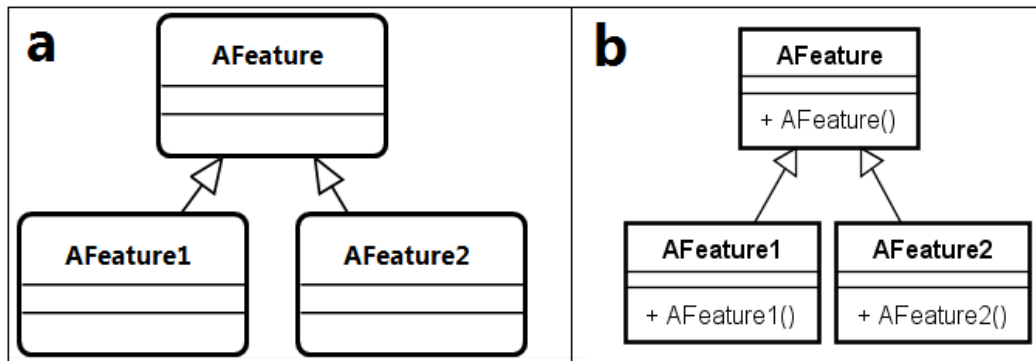 a
AFeature
AFeature1
AFeature2
b
AFeature
+ AFeature()
AFeature1
+ AFeature1()
AFeature2
+ AFeature2()